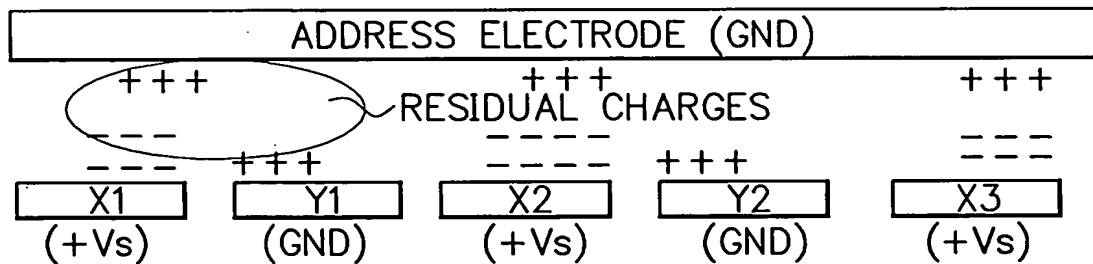 ADDRESS ELECTRODE (GND)
+ + + + + + + + +
RESIDUAL CHARGES
− − − − − − − − − −
− − − + + + − − − − + + + − − −
X1 Y1 X2 Y2 X3
(+Vs) (GND) (+Vs) (GND) (+Vs)